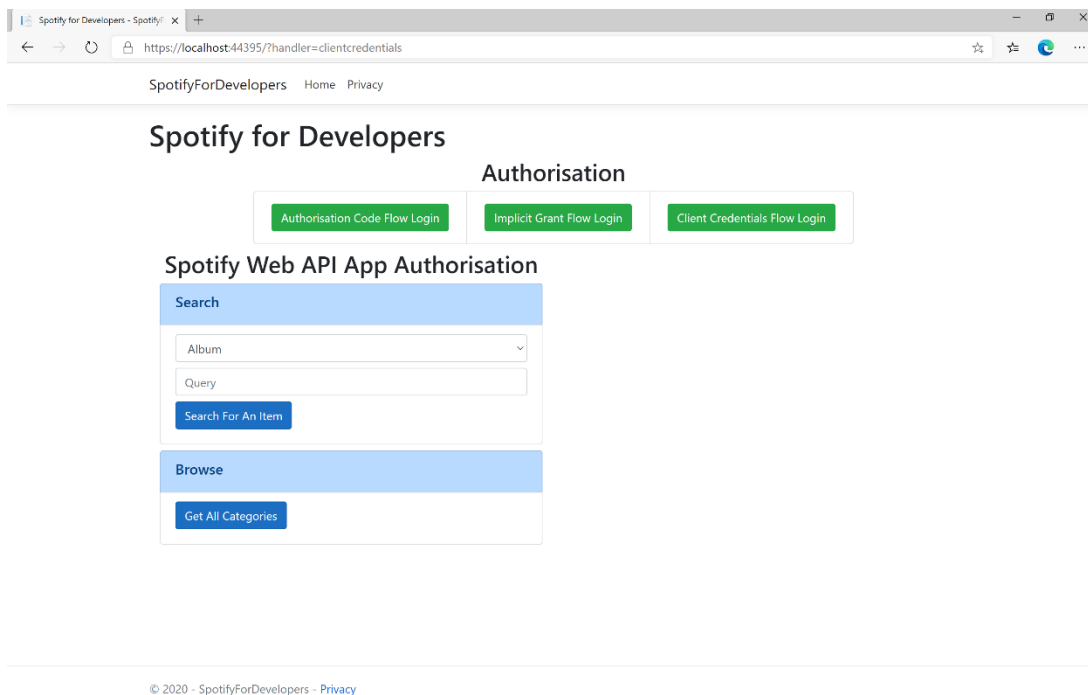 Spotify for Developers - Spotify
https://localhost:44395/?handler=clientcredentials
SpotifyForDevelopers Home Privacy
Spotify for Developers
Authorisation
Authorisation Code Flow Login Implicit Grant Flow Login Client Credentials Flow Login
Spotify Web API App Authorisation
Search
Album
Query
Search For An Item
Browse
Get All Categories
© 2020 - SpotifyForDevelopers - Privacy